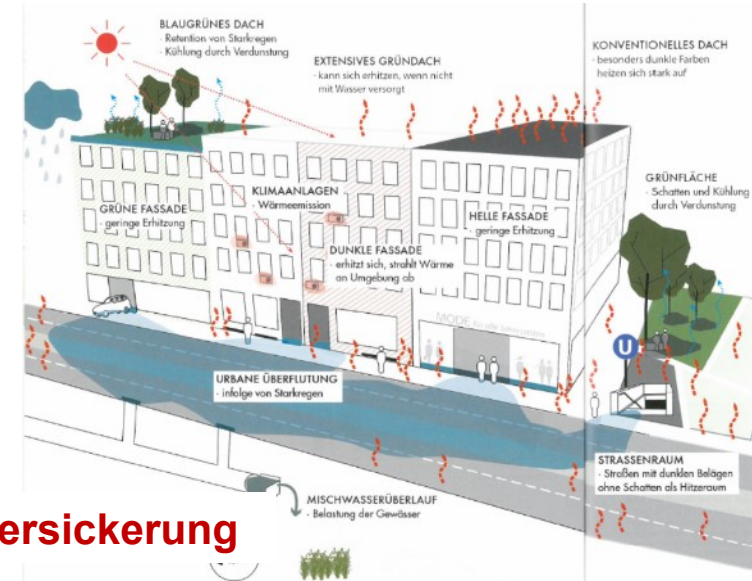 BLAUGRÜNES DACH
· Retention von Starkregen
· Kühlung durch Verdunstung
EXTENSIVES GRÜNDACH
· kann sich erhitzen, wenn nicht
mit Wasser versorgt
KONVENTIONELLES DACH
· besonders dunkle Farben
heizen sich stark auf
GRÜNFLÄCHE
· Schatten und Kühlung
durch Verdunstung
KLIMAANLAGEN
· Wärmeemission
GRÜNE FASSADE
· geringe Erhitzung
HELLE FASSADE
· geringe Erhitzung
DUNKLE FASSADE
· erhitzt sich, strahlt Wärme
an Umgebung ab
MODE für alle
U
URBANE ÜBERFLUTUNG
· infolge von Starkregen
STRASSENRAUM
· Straßen mit dunklen Belägen
ohne Schatten als Hitzeraum
MISCHWASSERÜBERLAUF
· Belastung der Gewässer
ersickerung